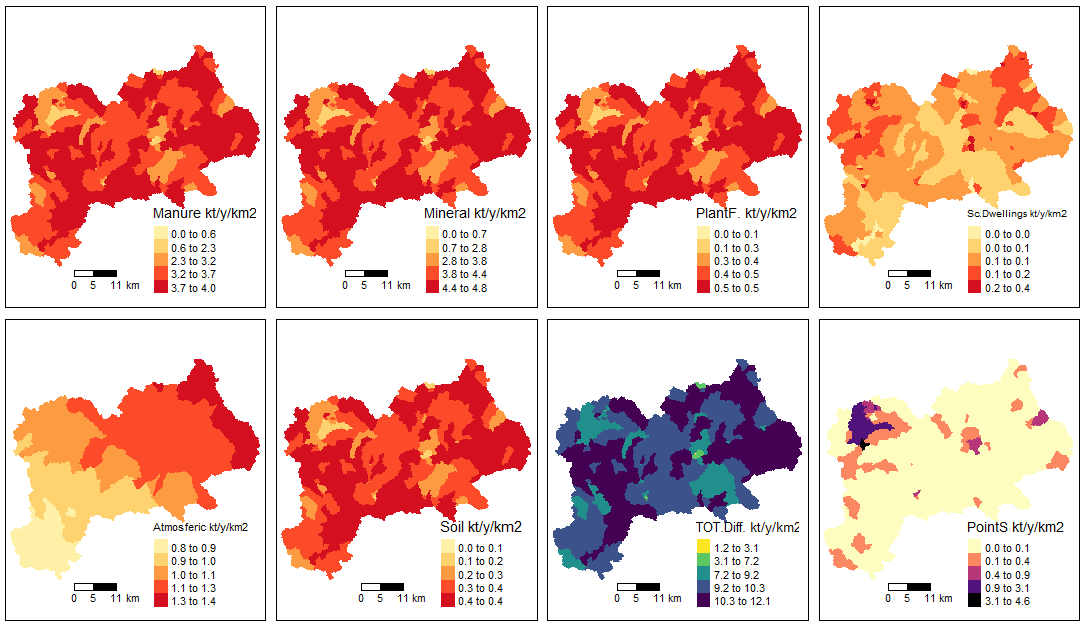 Manure kt/y/km2
0.0 to 0.6
0.6 to 2.3
2.3 to 3.2
3.2 to 3.7
3.7 to 4.0
0 5 11 km
Mineral kt/y/km2
0.0 to 0.7
0.7 to 2.8
2.8 to 3.8
3.8 to 4.4
4.4 to 4.8
0 5 11 km
PlantF. kt/y/km2
0.0 to 0.1
0.1 to 0.3
0.3 to 0.4
0.4 to 0.5
0.5 to 0.5
0 5 11 km
Sc.Dwellings kt/y/km2
0.0 to 0.0
0.0 to 0.1
0.1 to 0.1
0.1 to 0.2
0.2 to 0.4
0 5 11 km
Atmosferic kt/y/km2
0.8 to 0.9
0.9 to 1.0
1.0 to 1.1
1.1 to 1.3
1.3 to 1.4
0 5 11 km
Soil kt/y/km2
0.0 to 0.1
0.1 to 0.2
0.2 to 0.3
0.3 to 0.4
0.4 to 0.4
0 5 11 km
TOT.Diff. kt/y/km2
1.2 to 3.1
3.1 to 7.2
7.2 to 9.2
9.2 to 10.3
10.3 to 12.1
0 5 11 km
PointS kt/y/km2
0.0 to 0.1
0.1 to 0.4
0.4 to 0.9
0.9 to 3.1
3.1 to 4.6
0 5 11 km